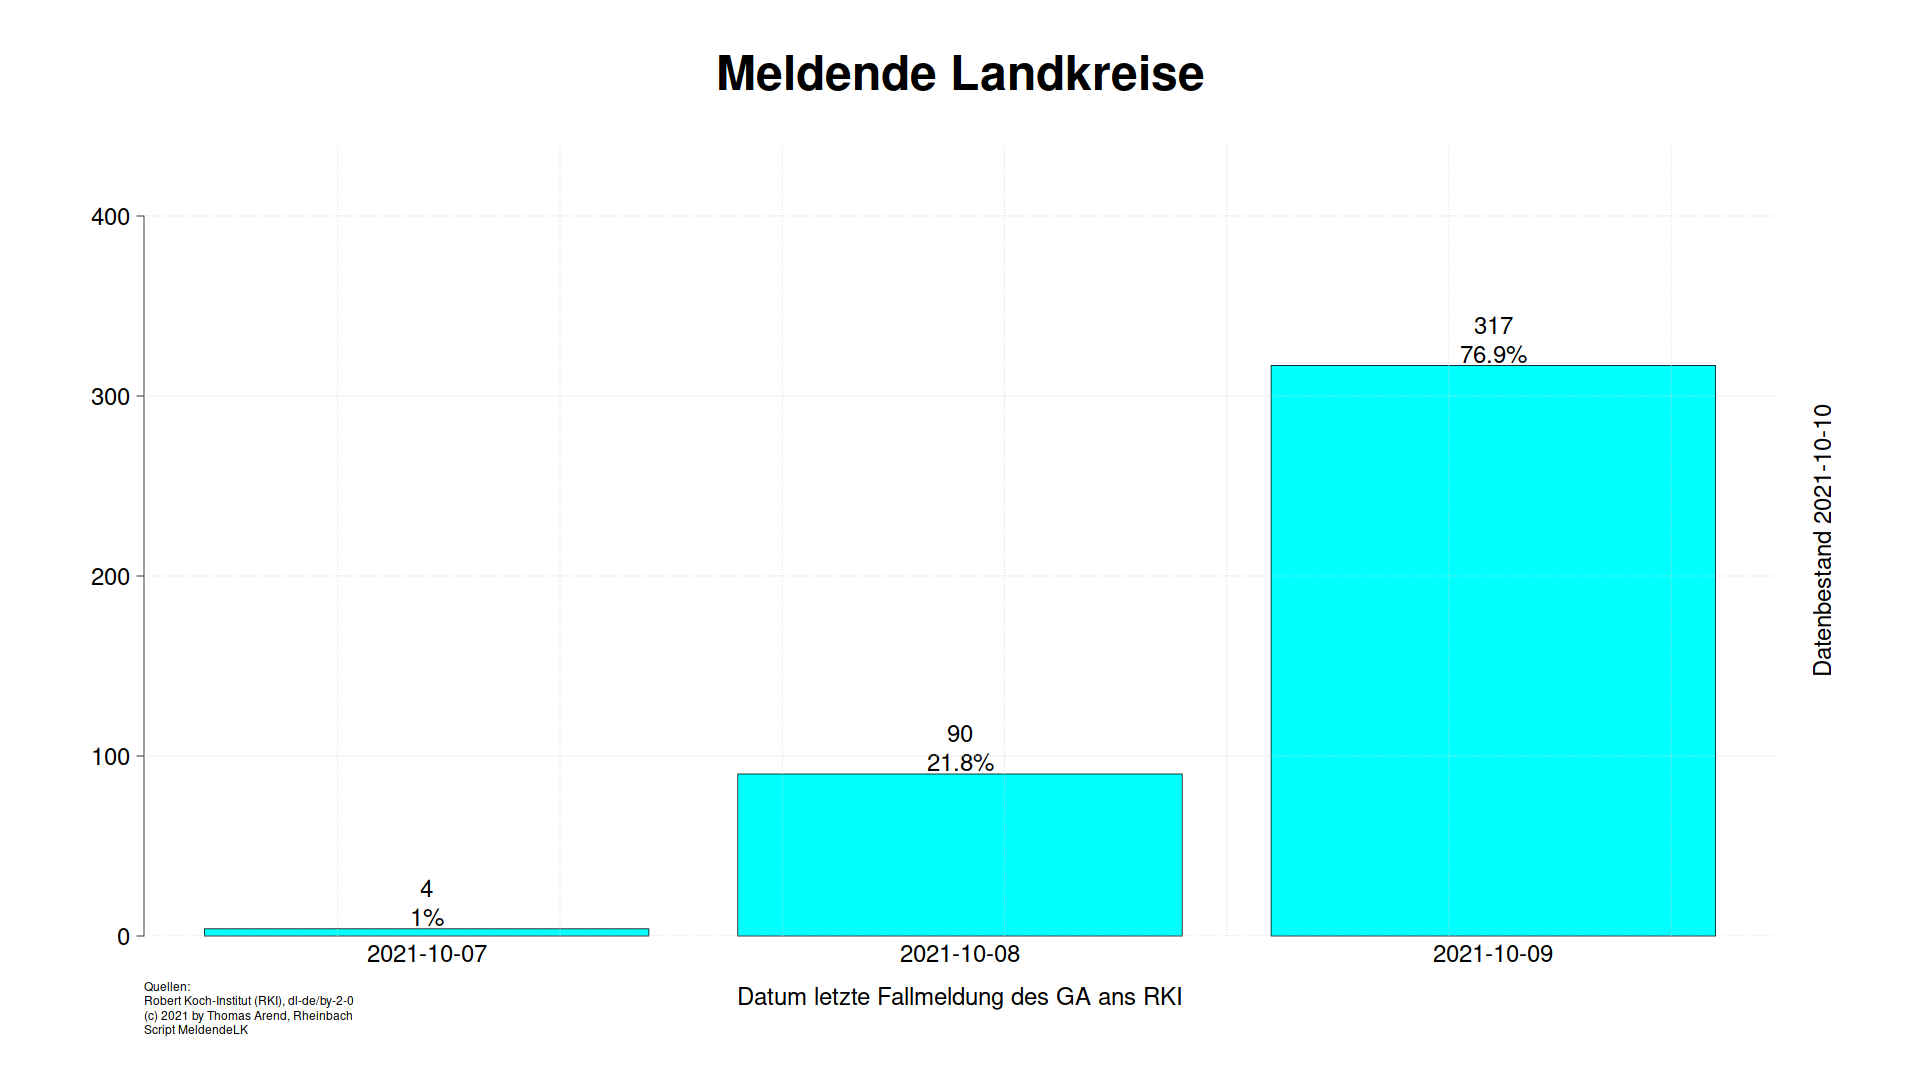 Meldende Landkreise
400
300
200
100
0
4
1%
90
21.8%
317
76.9%
2021-10-07
2021-10-08
2021-10-09
Datum letzte Fallmeldung des GA ans RKI
Datenbestand 2021-10-10
Quellen:
Robert Koch-Institut (RKI), dl-de/by-2-0
(c) 2021 by Thomas Arend, Rheinbach
Script MeldendeLK